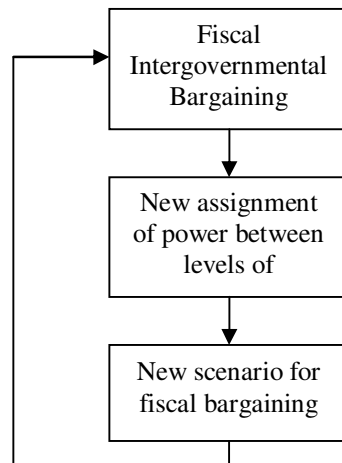 Fiscal
Intergovernmental
Bargaining
New assignment
of power between
levels of
New scenario for
fiscal bargaining